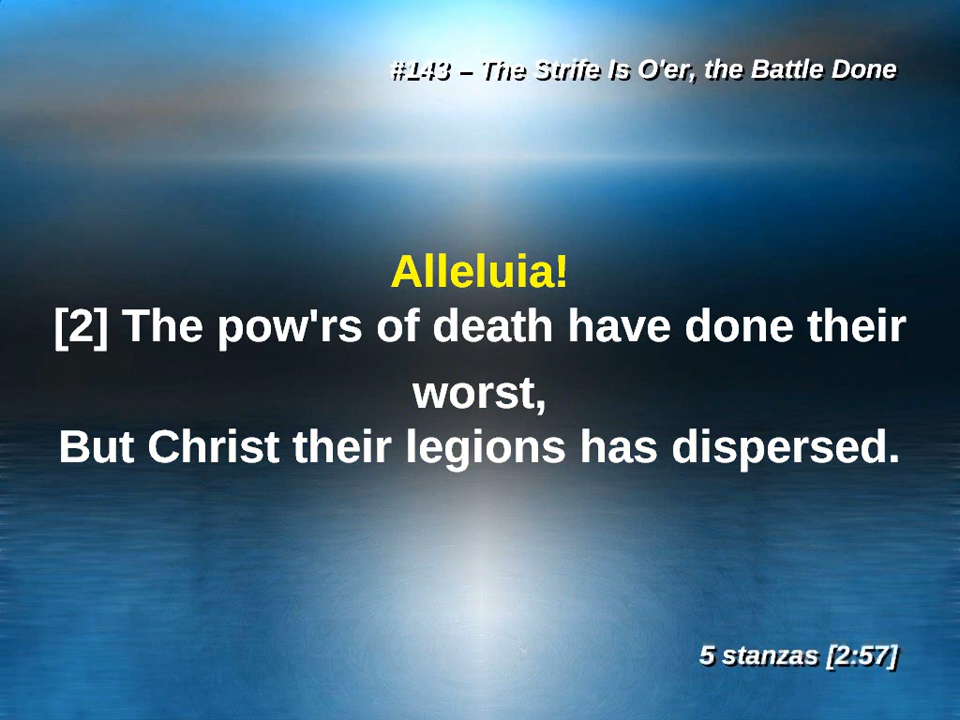 #143 – The Strife Is O'er, the Battle Done
Alleluia!
[2] The pow'rs of death have done their
worst,
But Christ their legions has dispersed.
5 stanzas [2:57]